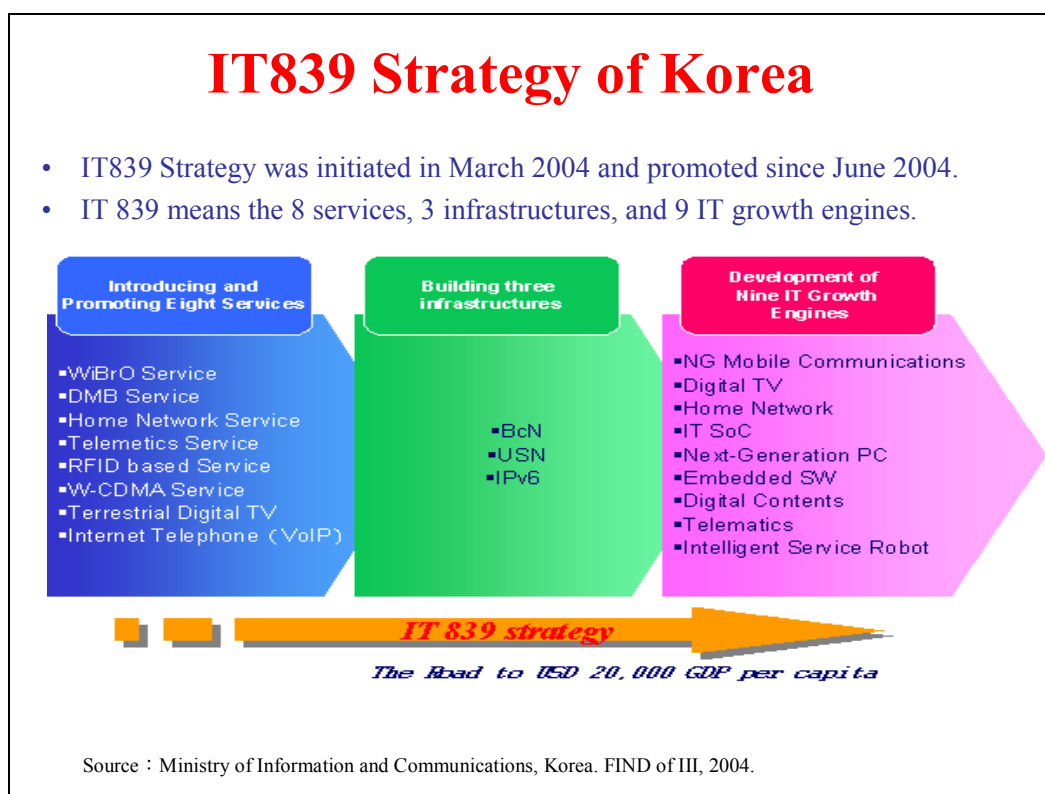 IT839 Strategy of Korea
• IT839 Strategy was initiated in March 2004 and promoted since June 2004.
• IT 839 means the 8 services, 3 infrastructures, and 9 IT growth engines.
Introducing and
Promoting Eight Services
▪WiBrO Service
▪DMB Service
▪Home Network Service
▪Telemetics Service
▪RFID based Service
▪W-CDMA Service
▪Terrestrial Digital TV
▪Internet Telephone (VoIP)
Building three
infrastructures
▪BcN
▪USN
▪IPv6
Development of
Nine IT Growth
Engines
▪NG Mobile Communications
▪Digital TV
▪Home Network
▪IT SoC
▪Next-Generation PC
▪Embedded SW
▪Digital Contents
▪Telematics
▪Intelligent Service Robot
IT 839 strategy
The Road to USD 20,000 GDP per capita
Source：Ministry of Information and Communications, Korea. FIND of III, 2004.